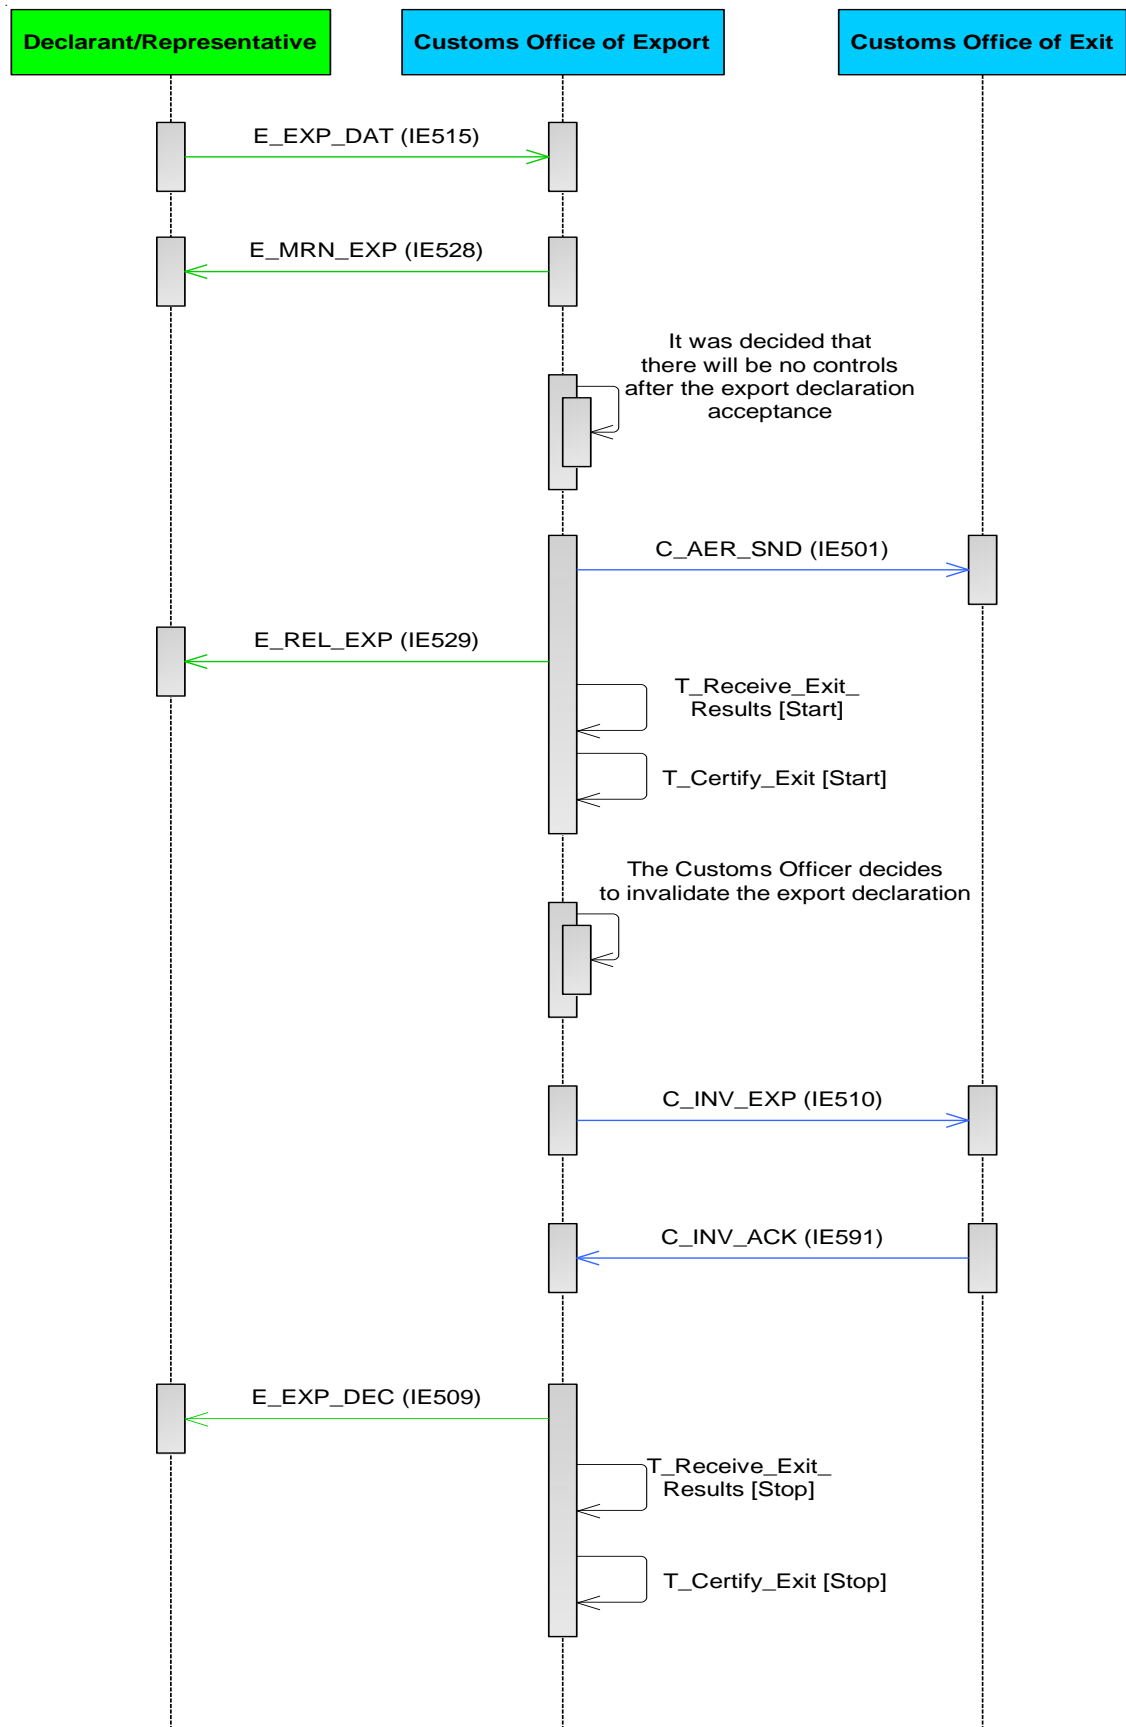 Declarant/Representative
Customs Office of Export
Customs Office of Exit
E_EXP_DAT (IE515)
E_MRN_EXP (IE528)
It was decided that
there will be no controls
after the export declaration
acceptance
C_AER_SND (IE501)
E_REL_EXP (IE529)
T_Receive_Exit_
Results [Start]
T_Certify_Exit [Start]
The Customs Officer decides
to invalidate the export declaration
C_INV_EXP (IE510)
C_INV_ACK (IE591)
E_EXP_DEC (IE509)
T_Receive_Exit_
Results [Stop]
T_Certify_Exit [Stop]